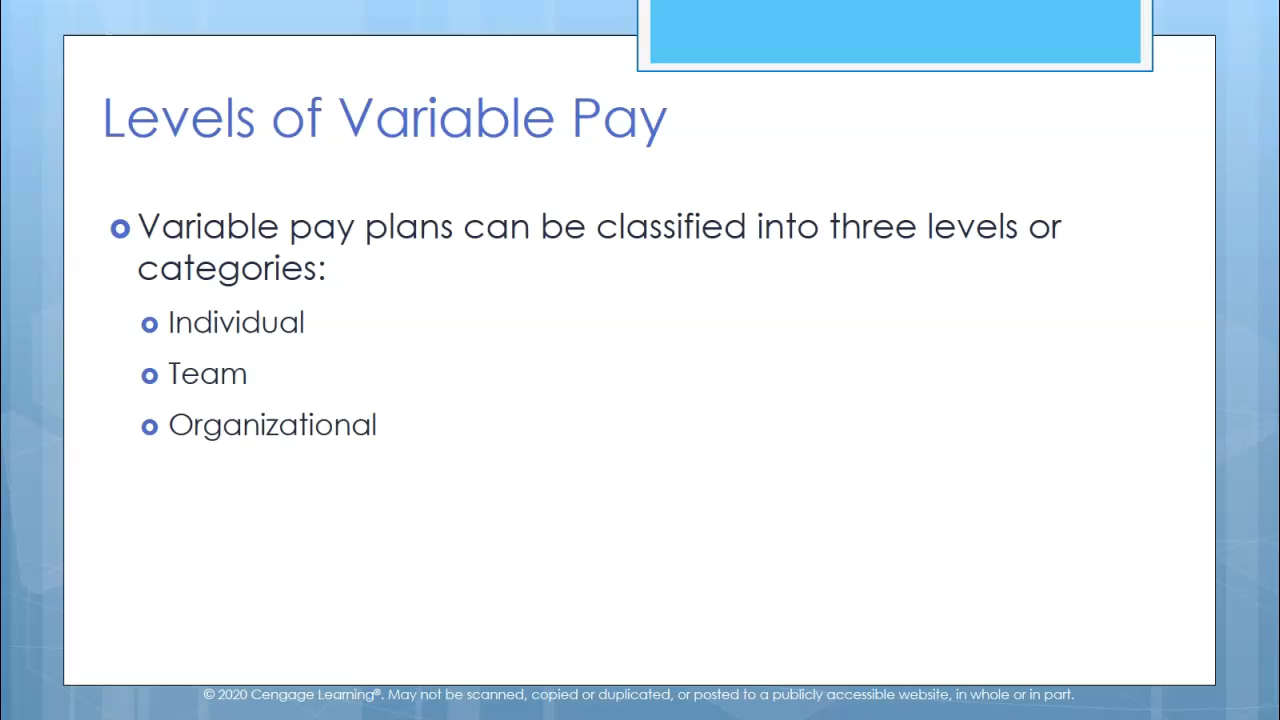 Levels of Variable Pay
Variable pay plans can be classified into three levels or
categories:
Individual
Team
Organizational
© 2020 Cengage Learning®. May not be scanned, copied or duplicated, or posted to a publicly accessible website, in whole or in part.